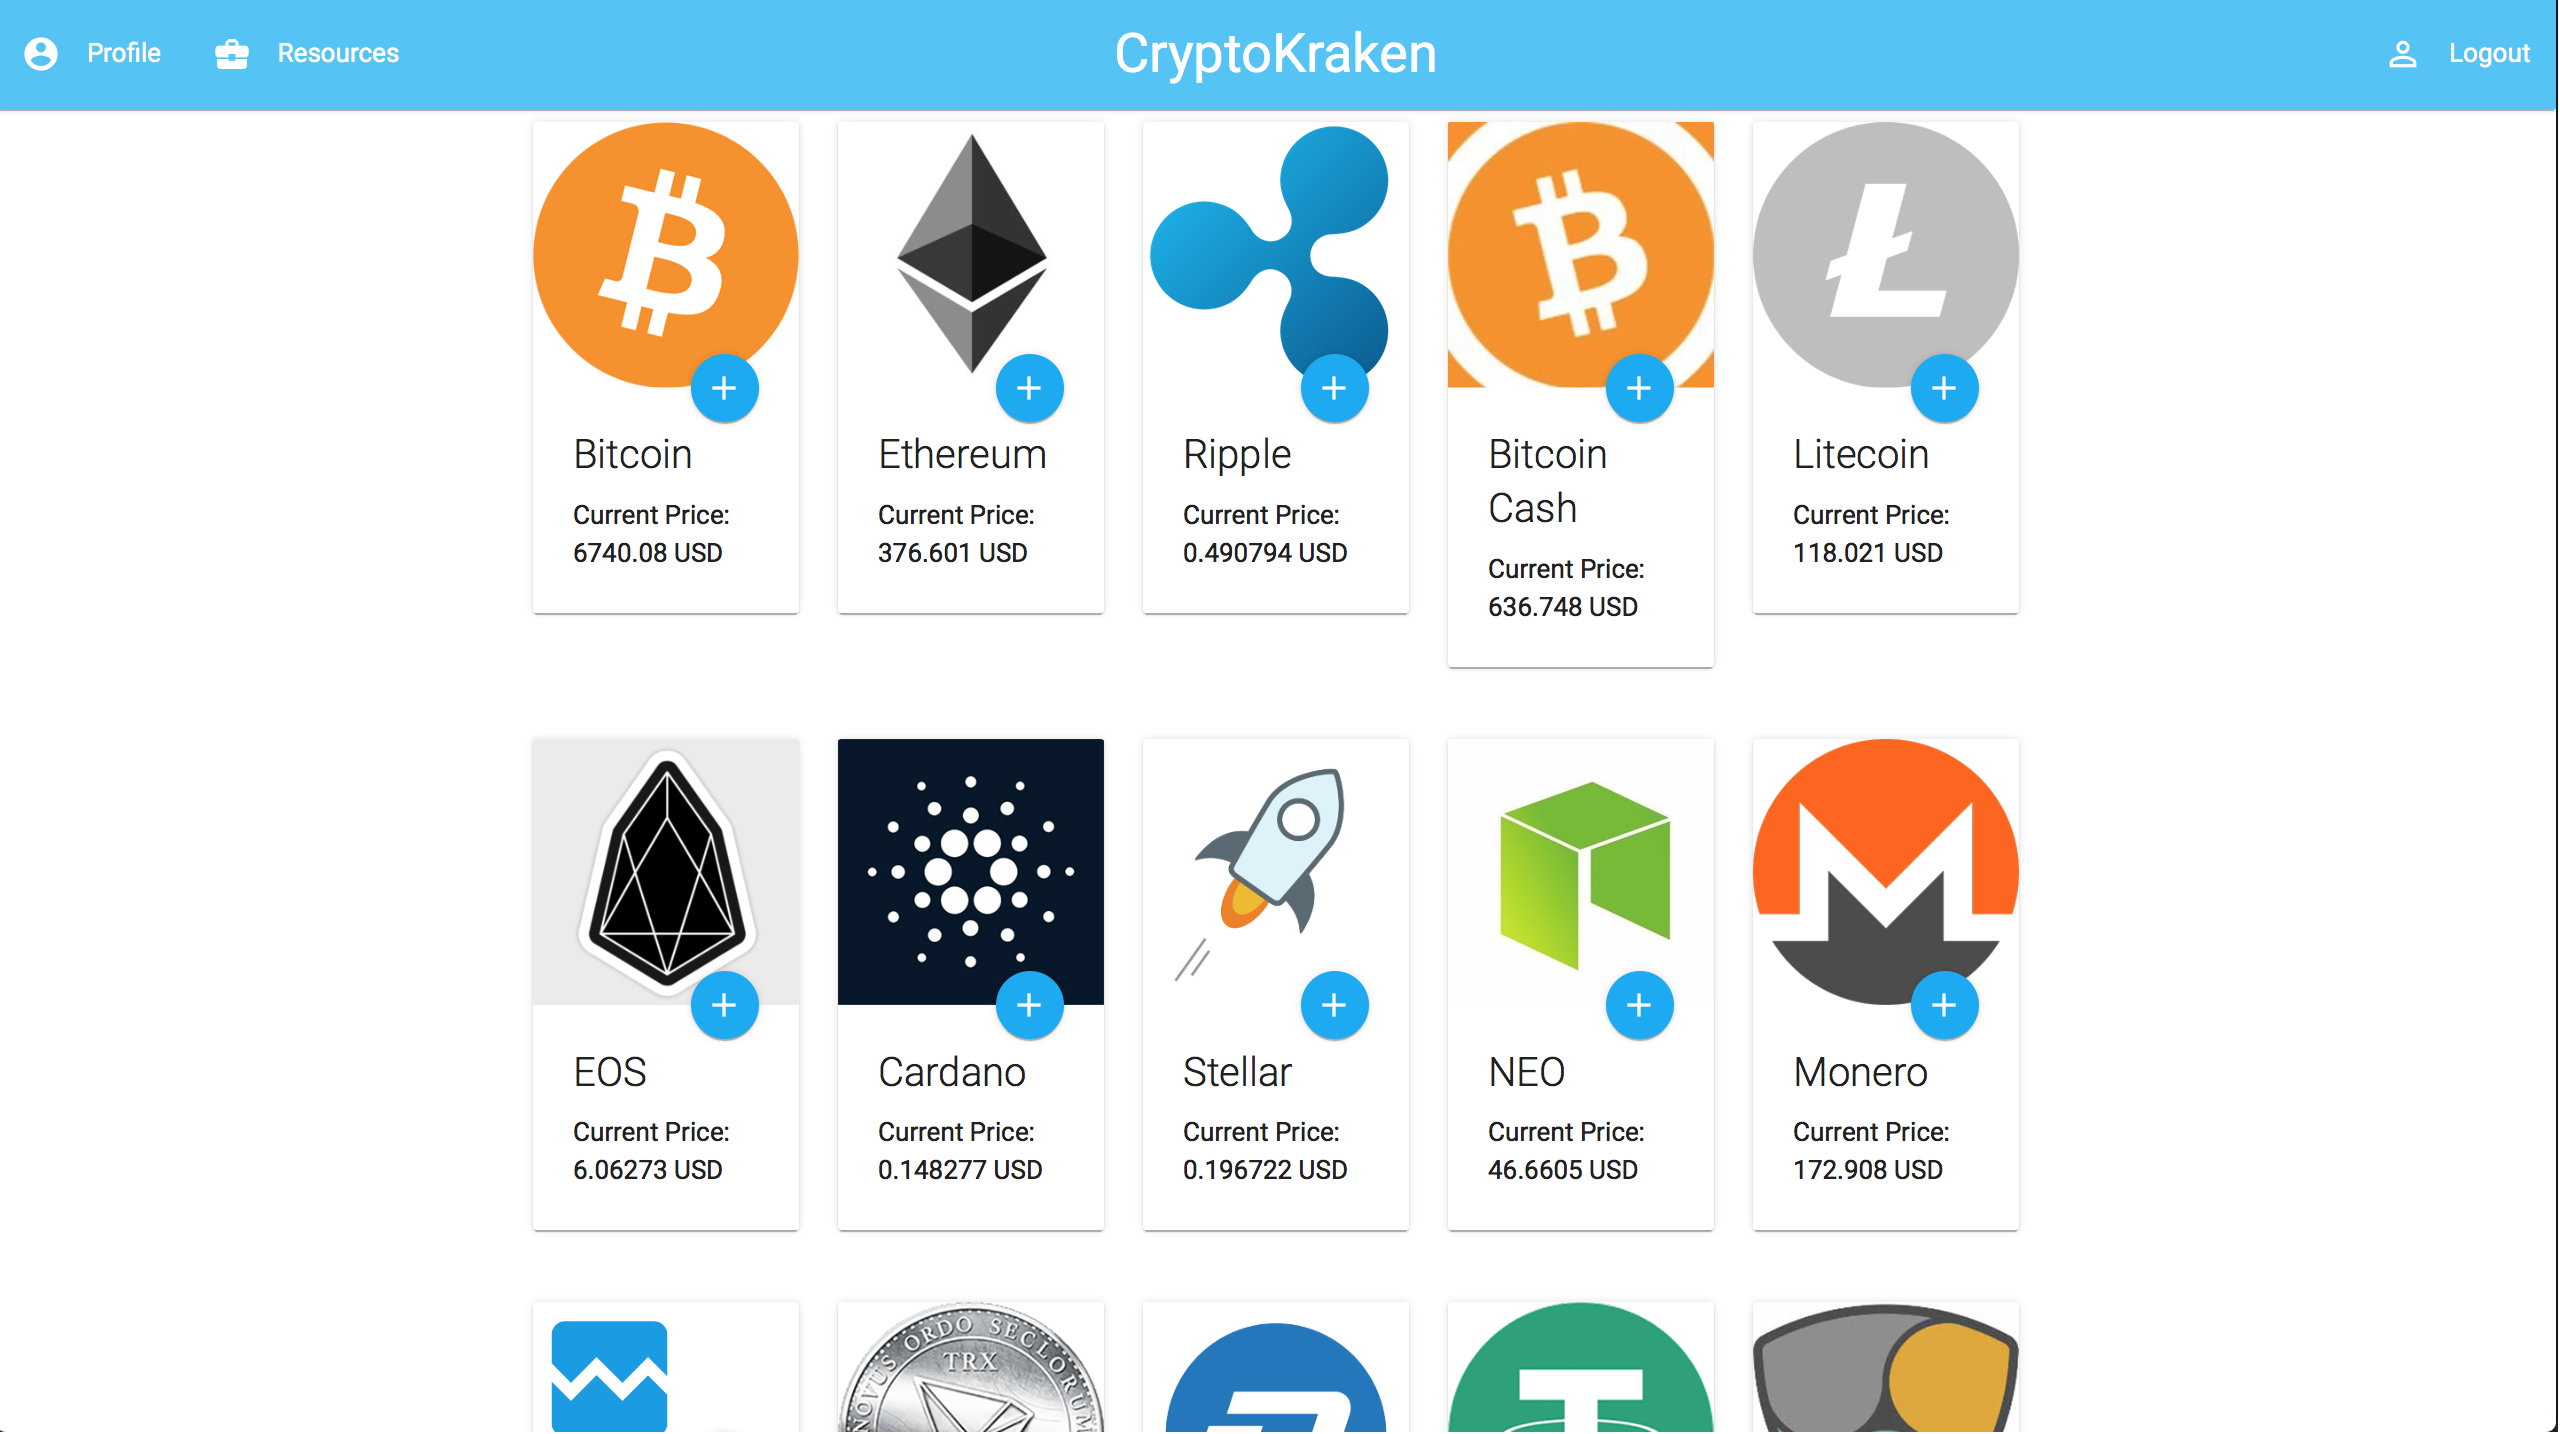 Profile
Resources
CryptoKraken
Logout
Bitcoin
Current Price:
6740.08 USD
Ethereum
Current Price:
376.601 USD
Ripple
Current Price:
0.490794 USD
Bitcoin
Cash
Current Price:
636.748 USD
Litecoin
Current Price:
118.021 USD
EOS
Current Price:
6.06273 USD
Cardano
Current Price:
0.148277 USD
Stellar
Current Price:
0.196722 USD
NEO
Current Price:
46.6605 USD
Monero
Current Price:
172.908 USD
NOVUS ORDO SECLORUM
TRX